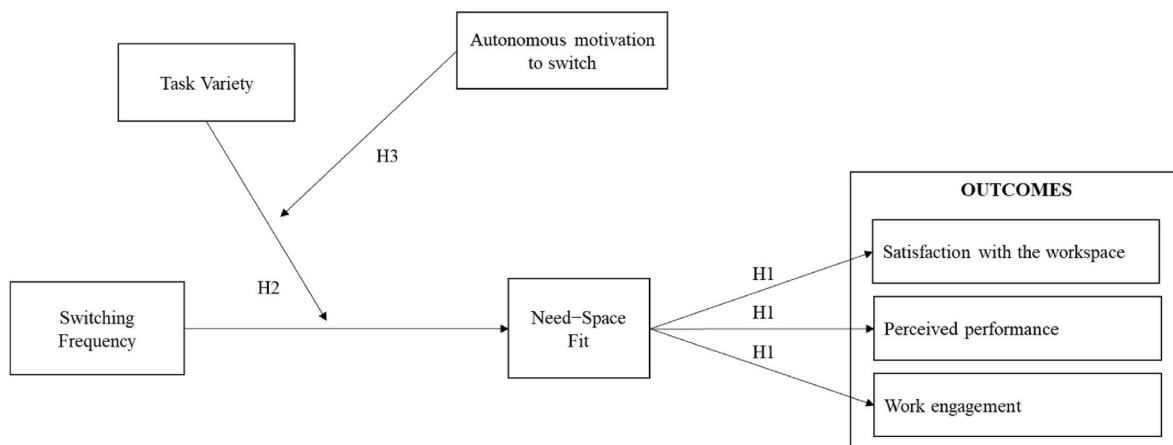 Autonomous motivation
to switch
Task Variety
H3
OUTCOMES
Satisfaction with the workspace
H1
H2
Switching
Frequency
Need−Space
Fit
H1
Perceived performance
H1
Work engagement